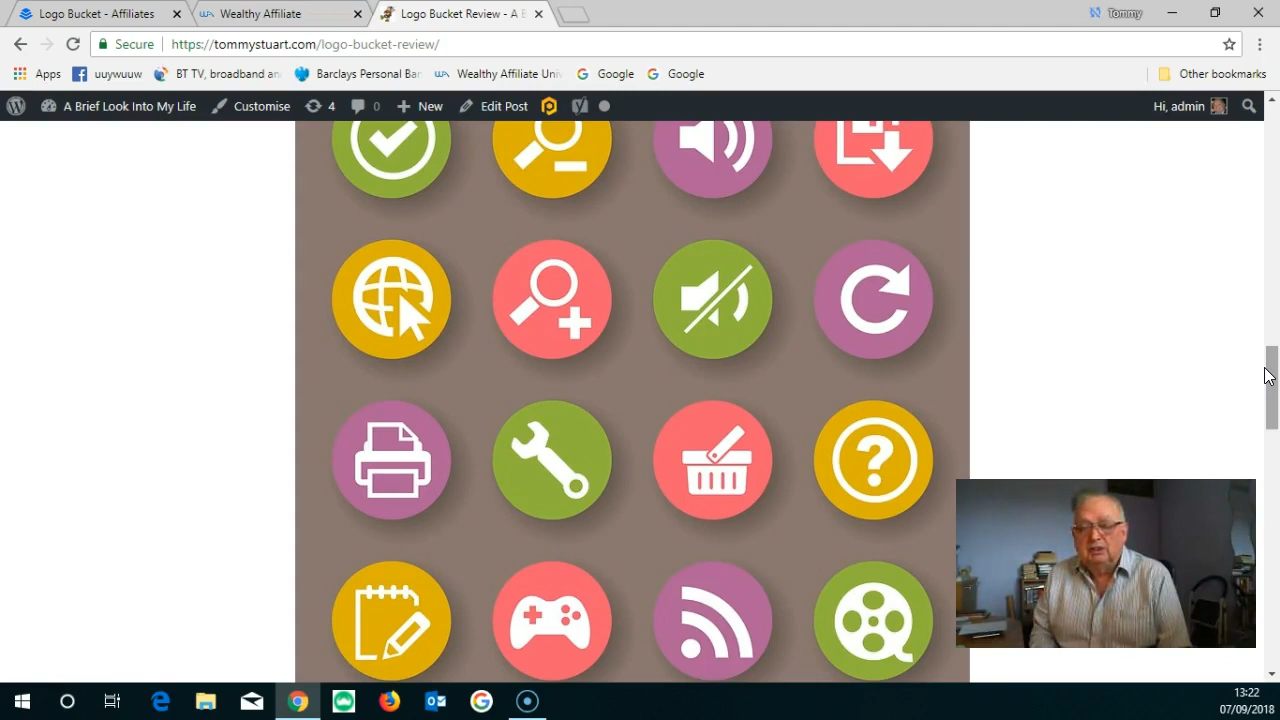 Logo Bucket - Affiliates
Wealthy Affiliate
Logo Bucket Review - A B
Tommy
Secure
https://tommystuart.com/logo-bucket-review/
Apps
uuywuuw
BT TV, broadband an
Barclays Personal Ban
Wealthy Affiliate Uni
Google
Google
Other bookmarks
A Brief Look Into My Life
Customise
4
0
New
Edit Post
Hi, admin
13:22
07/09/2018